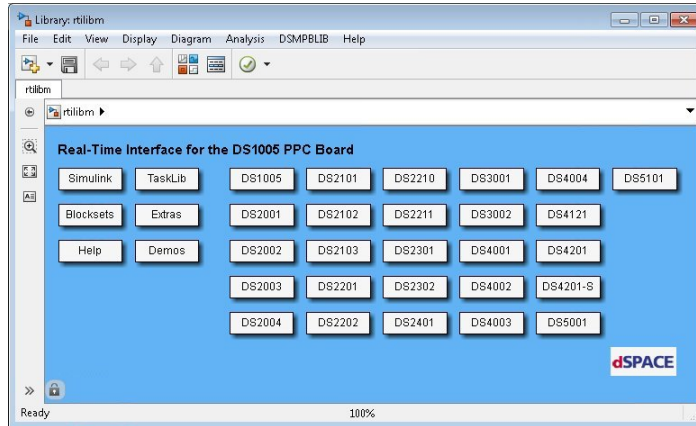 Library: rtilibm
File Edit View Display Diagram Analysis DSMPBLIB Help
rtilibm
rtilibm
Real-Time Interface for the DS1005 PPC Board
Simulink TaskLib DS1005 DS2101 DS2210 DS3001 DS4004 DS5101
Blocksets Extras DS2001 DS2102 DS2211 DS3002 DS4121
Help Demos DS2002 DS2103 DS2301 DS4001 DS4201
DS2003 DS2201 DS2302 DS4002 DS4201-S
DS2004 DS2202 DS2401 DS4003 DS5001
dSPACE
Ready 100%